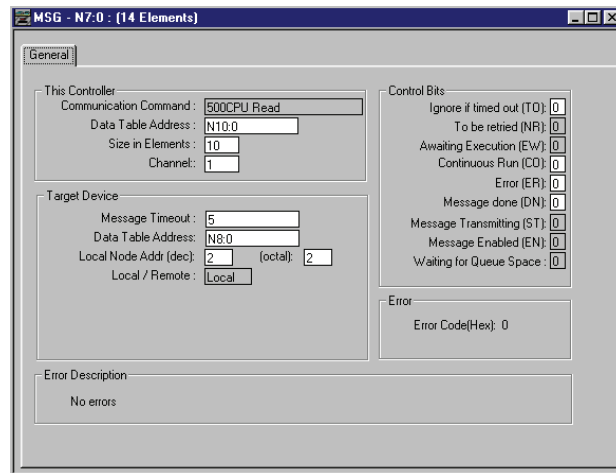 MSG - N7:0 : (14 Elements)
General
This Controller
Communication Command : 500CPU Read
Data Table Address : N10:0
Size in Elements : 10
Channel: 1
Target Device
Message Timeout : 5
Data Table Address: N8:0
Local Node Addr (dec): 2 (octal): 2
Local / Remote : Local
Control Bits
Ignore if timed out (TO): 0
To be retried (NR): 0
Awaiting Execution (EW): 0
Continuous Run (CO): 0
Error (ER): 0
Message done (DN): 0
Message Transmitting (ST): 0
Message Enabled (EN): 0
Waiting for Queue Space : 0
Error
Error Code(Hex): 0
Error Description
No errors